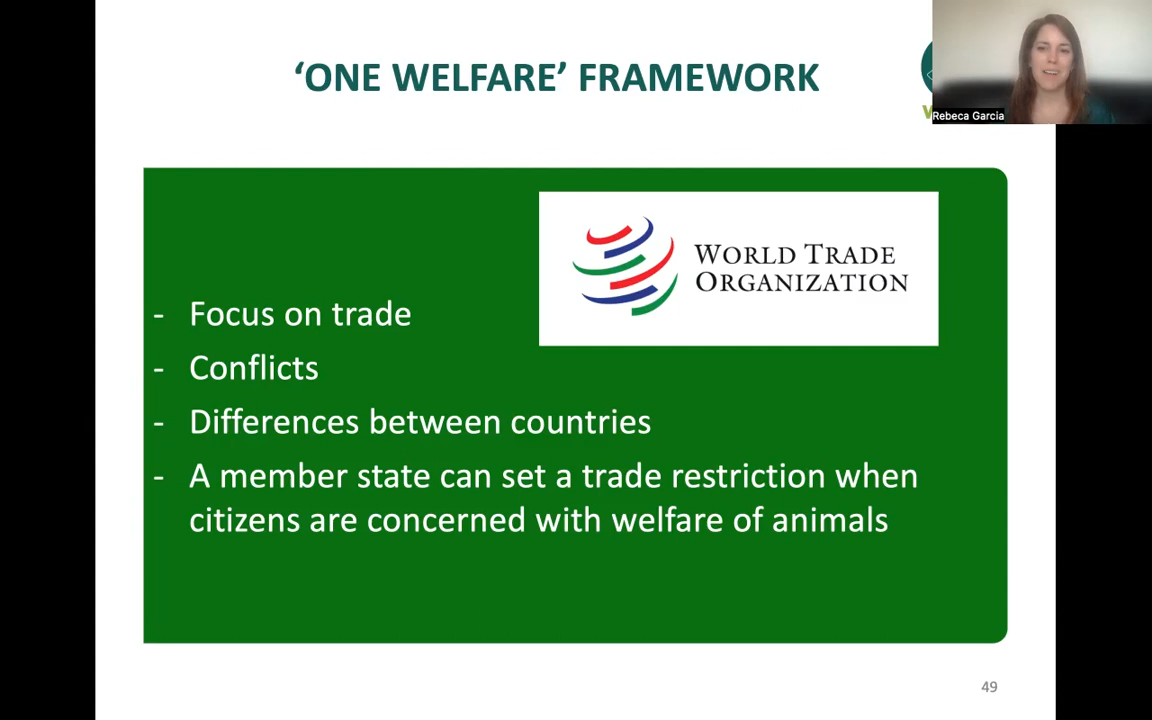 ‘ONE WELFARE’ FRAMEWORK
Rebeca Garcia
WORLD TRADE
ORGANIZATION
- Focus on trade
- Conflicts
- Differences between countries
- A member state can set a trade restriction when
citizens are concerned with welfare of animals
49